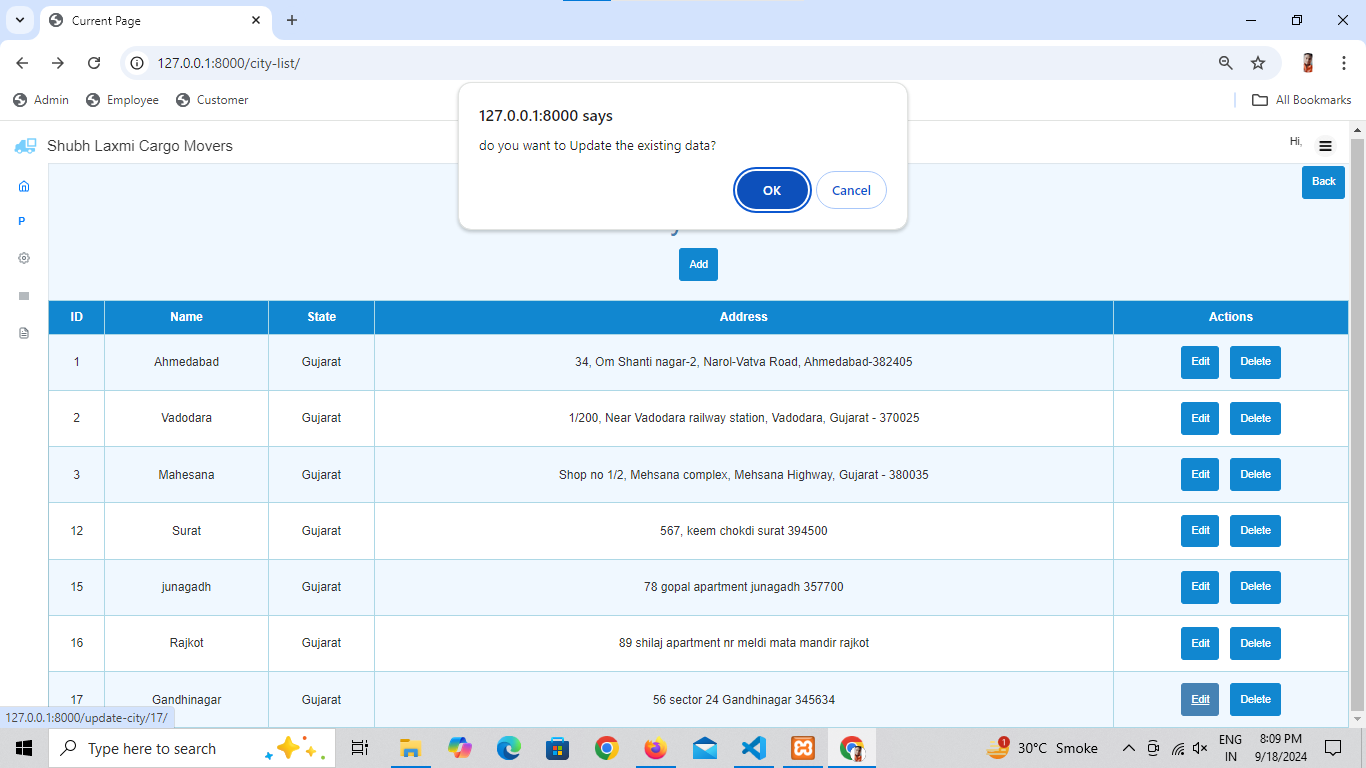 Current Page
127.0.0.1:8000/city-list/
Admin Employee Customer All Bookmarks
127.0.0.1:8000 says
do you want to Update the existing data?
OK Cancel
Shubh Laxmi Cargo Movers Hi,
Back
P
Add
ID Name State Address Actions
1 Ahmedabad Gujarat 34, Om Shanti nagar-2, Narol-Vatva Road, Ahmedabad-382405 Edit Delete
2 Vadodara Gujarat 1/200, Near Vadodara railway station, Vadodara, Gujarat - 370025 Edit Delete
3 Mahesana Gujarat Shop no 1/2, Mehsana complex, Mehsana Highway, Gujarat - 380035 Edit Delete
12 Surat Gujarat 567, keem chokdi surat 394500 Edit Delete
15 junagadh Gujarat 78 gopal apartment junagadh 357700 Edit Delete
16 Rajkot Gujarat 89 shilaj apartment nr meldi mata mandir rajkot Edit Delete
17 Gandhinagar Gujarat 56 sector 24 Gandhinagar 345634 Edit Delete
127.0.0.1:8000/update-city/17/
Type here to search 1 30°C Smoke ENG 8:09 PM
IN 9/18/2024